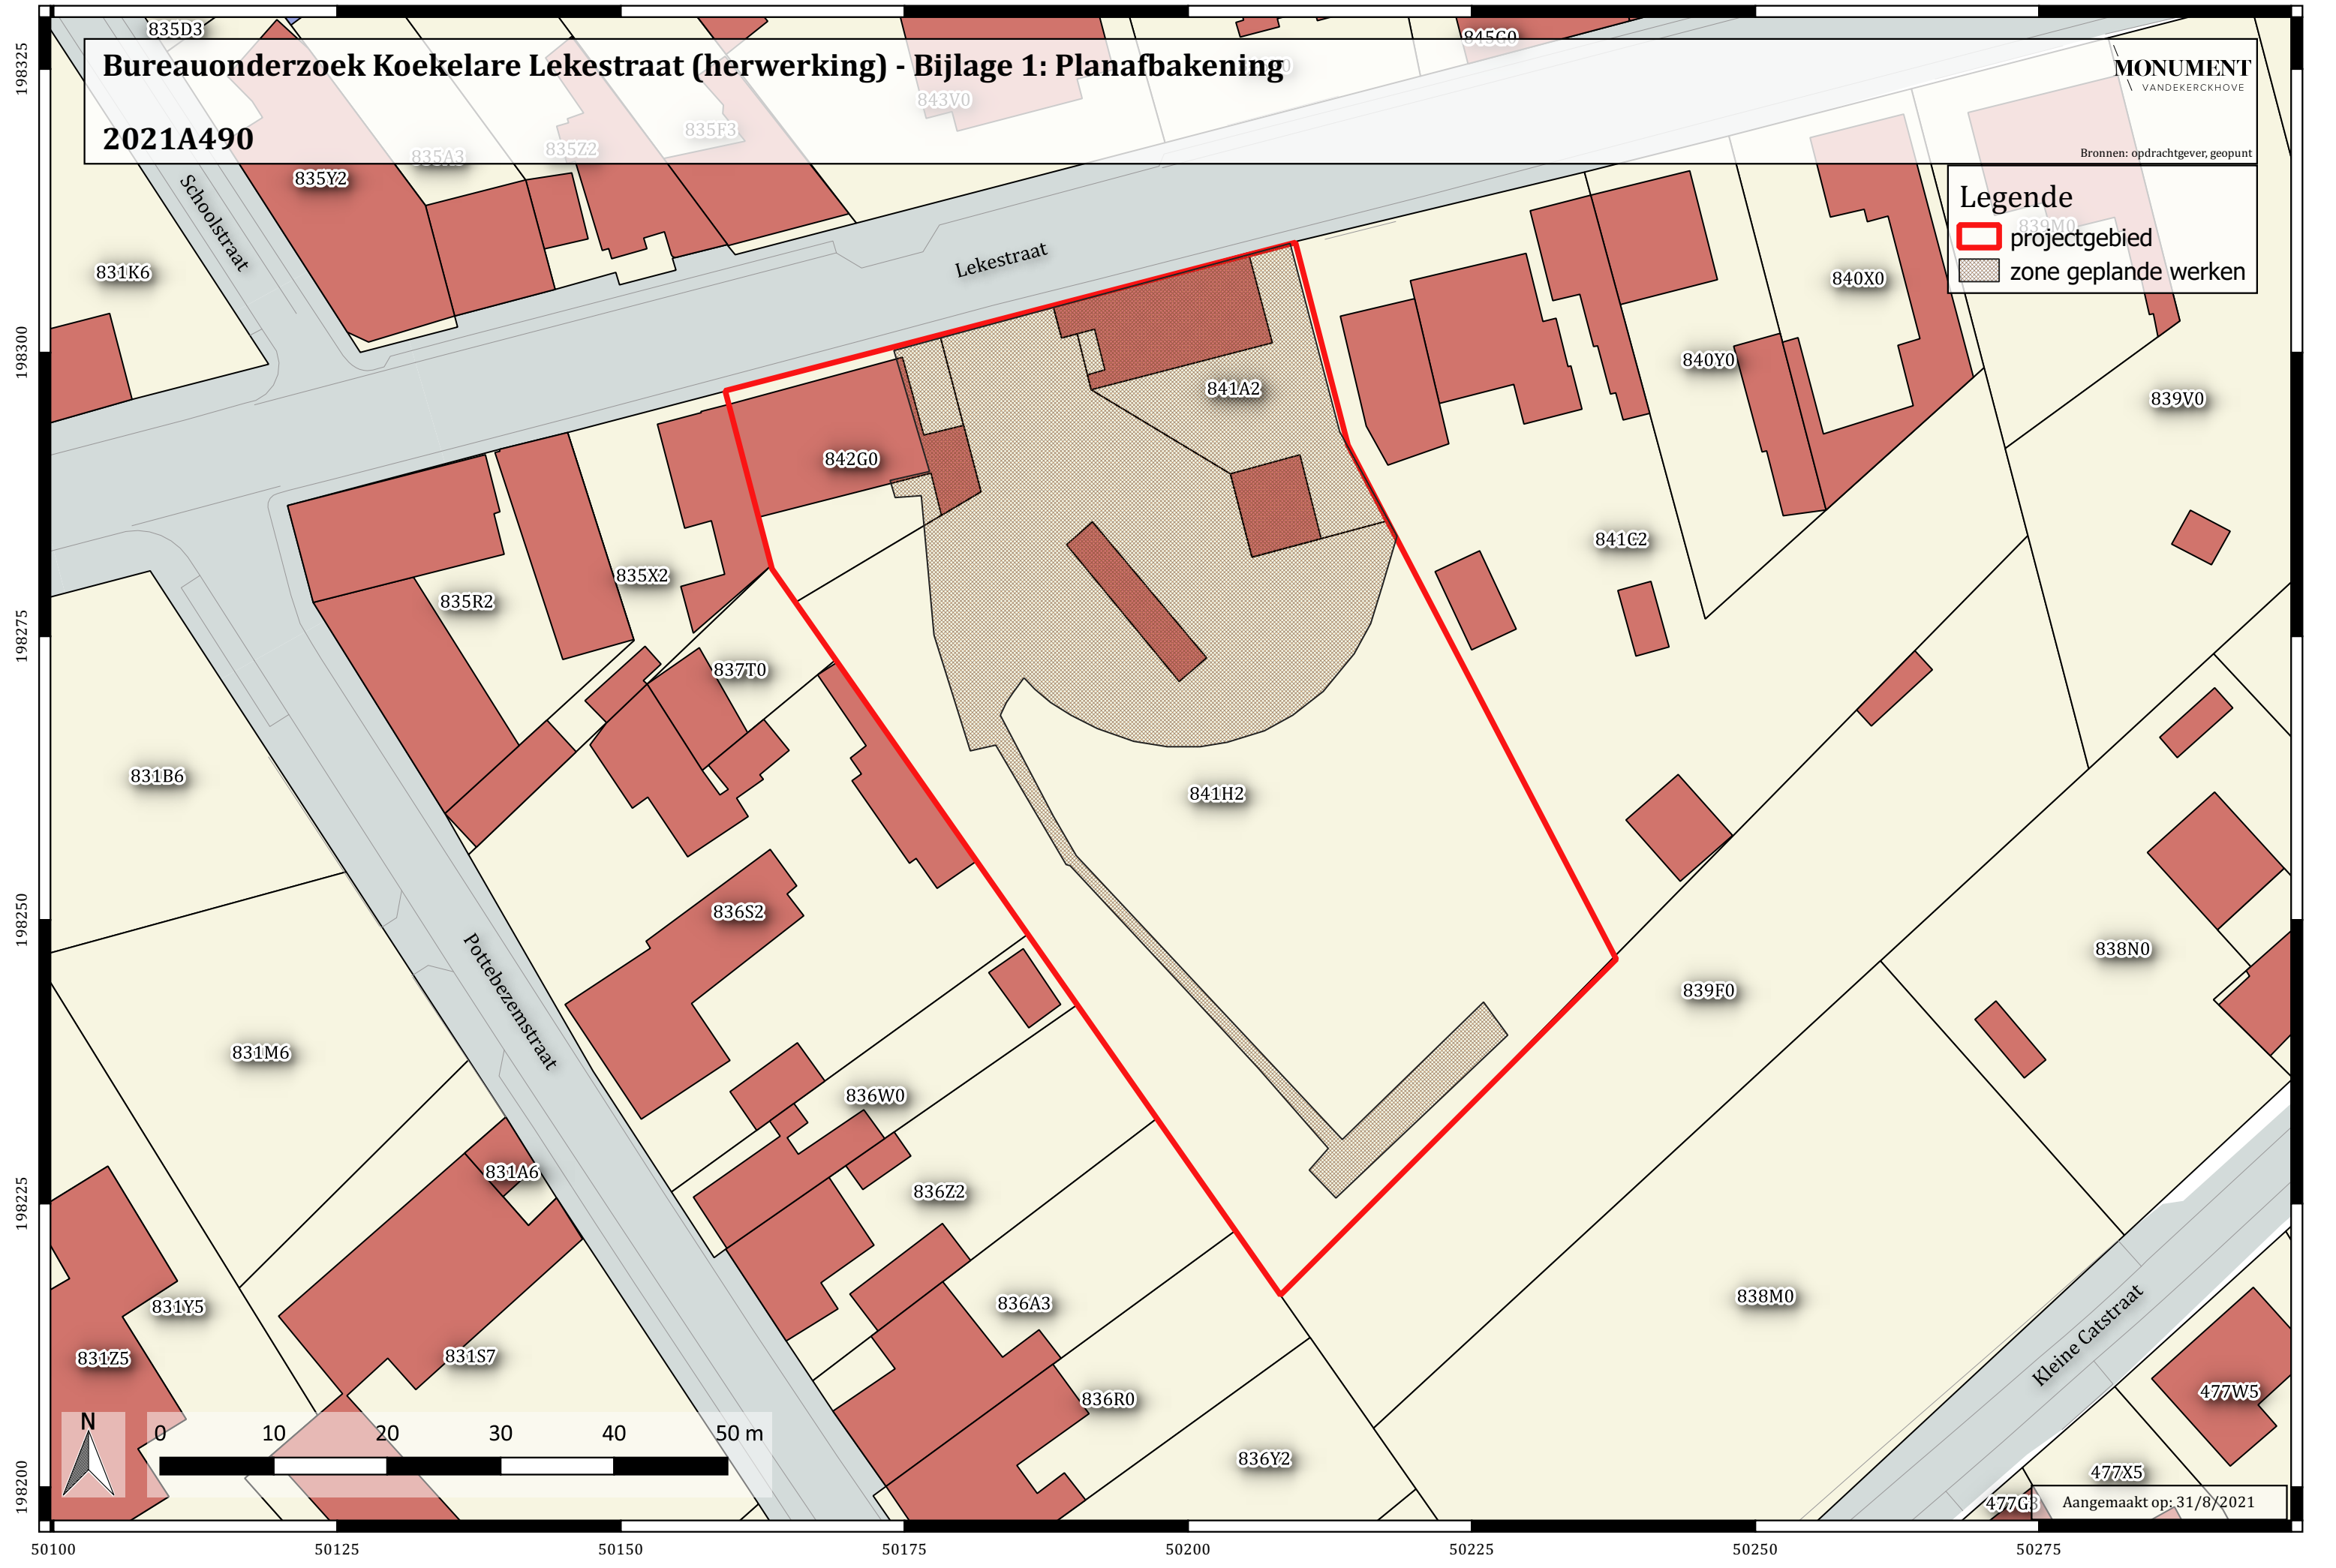 835D3
845G0
Bureauonderzoek Koekelare Lekestraat (herwerking) - Bijlage 1: Planafbakening
MONUMENT
VANDEKERCKHOVE
843V0
835F3
2021A490
835Z2
835A3
Bronnen: opdrachtgever, geopunt
835Y2
Schoolstraat
Legende
839M0
projectgebied
zone geplande werken
831K6
Lekestraat
840X0
840Y0
841A2
839V0
842G0
841C2
835X2
835R2
837T0
831B6
841H2
836S2
838N0
839F0
Pottebezemstraat
831M6
836W0
831A6
836Z2
838M0
836A3
831Y5
Kleine Catstraat
831Z5
831S7
477W5
836R0
836Y2
477X5
477G3
N
0 10 20 30 40 50 m
Aangemaakt op: 31/8/2021
198325
198300
198275
198250
198225
198200
50100 50125 50150 50175 50200 50225 50250 50275